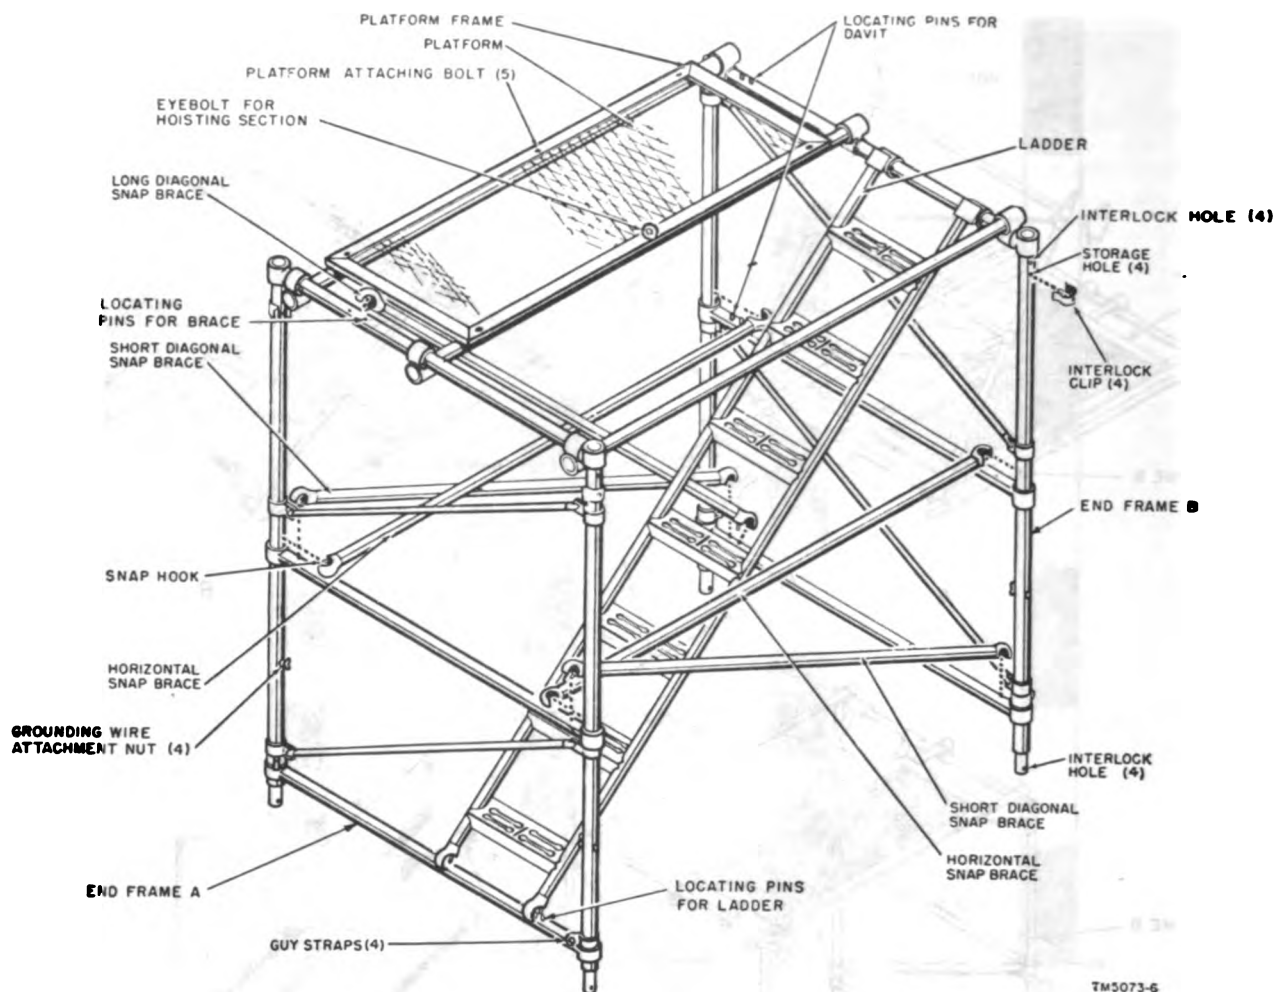 PLATFORM FRAME
PLATFORM
PLATFORM ATTACHING BOLT (5)
EYEBOLT FOR
HOISTING SECTION
LONG DIAGONAL
SNAP BRACE
LOCATING
PINS FOR BRACE
SHORT DIAGONAL
SNAP BRACE
SNAP HOOK
HORIZONTAL
SNAP BRACE
GROUNDING WIRE
ATTACHMENT NUT (4)
END FRAME A
GUY STRAPS (4)
LOCATING PINS FOR
DAVIT
LADDER
INTERLOCK HOLE (4)
STORAGE
HOLE (4)
INTERLOCK
CLIP (4)
END FRAME B
INTERLOCK
HOLE (4)
SHORT DIAGONAL
SNAP BRACE
HORIZONTAL
SNAP BRACE
LOCATING PINS
FOR LADDER
TM5073-6